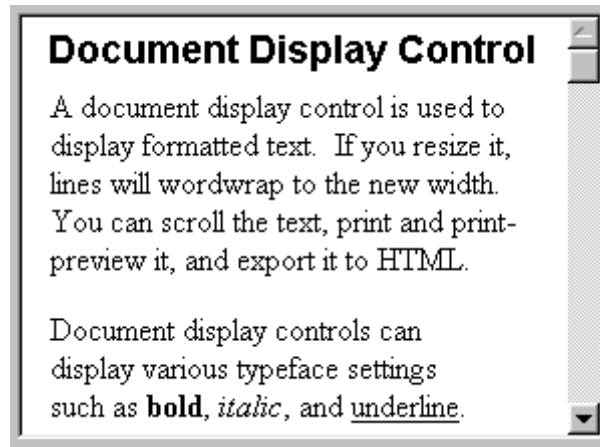 Document Display Control
A document display control is used to
display formatted text.  If you resize it,
lines will wordwrap to the new width.
You can scroll the text, print and print-
preview it, and export it to HTML.
Document display controls can
display various typeface settings
such as bold, italic, and underline.